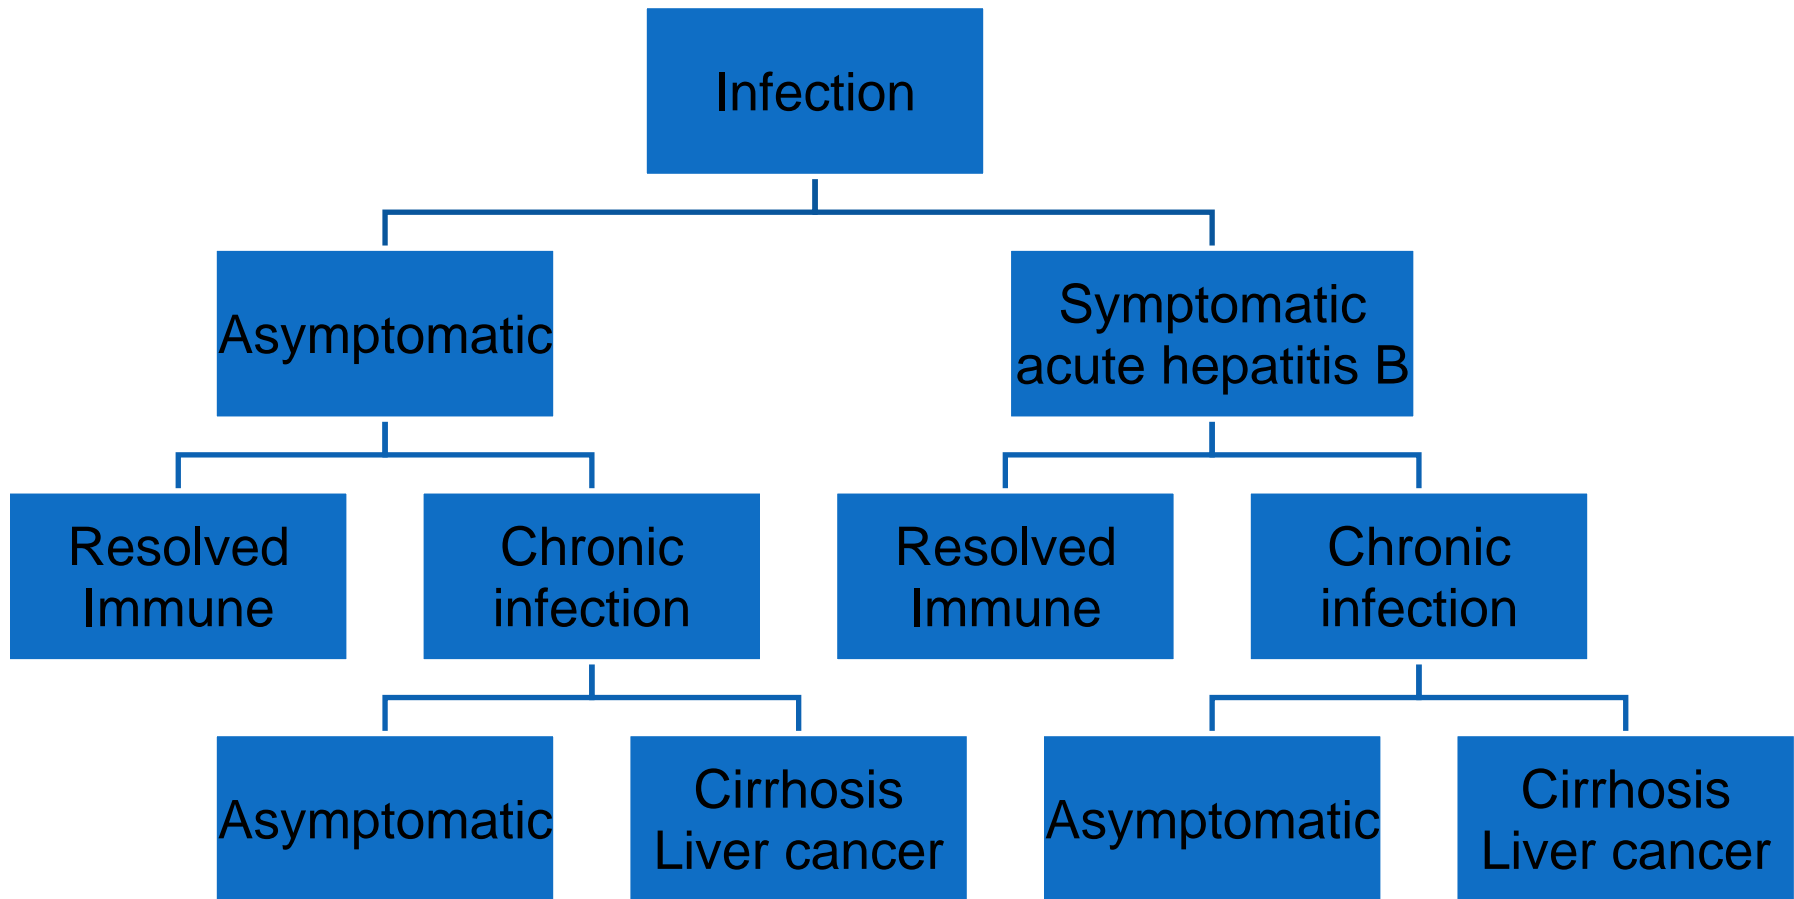 Infection
Asymptomatic
Symptomatic
acute hepatitis B
Resolved
Immune
Chronic
infection
Resolved
Immune
Chronic
infection
Asymptomatic
Cirrhosis
Liver cancer
Asymptomatic
Cirrhosis
Liver cancer